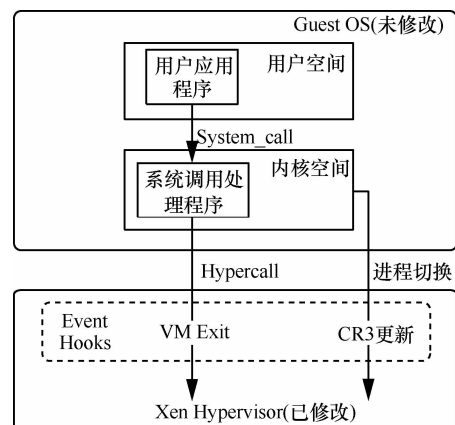 Guest OS(未修改)
用户应用
程序
用户空间
System_call
系统调用处
理程序
内核空间
Hypercall
进程切换
Event
Hooks
VM Exit
CR3更新
Xen Hypervisor(已修改)